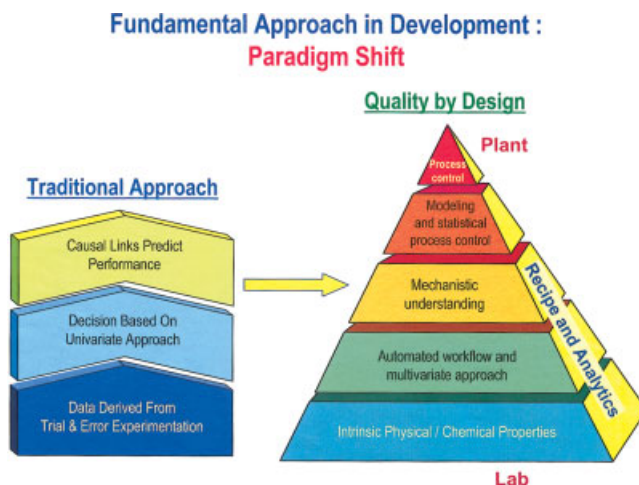 Fundamental Approach in Development :
Paradigm Shift
Quality by Design
Plant
Process
control
Traditional Approach
Modeling
and statistical
process control
Causal Links Predict
Performance
Mechanistic
understanding
Recipe and Analytics
Decision Based On
Univariate Approach
Automated workflow and
multivariate approach
Data Derived From
Trial & Error Experimentation
Intrinsic Physical / Chemical Properties
Lab